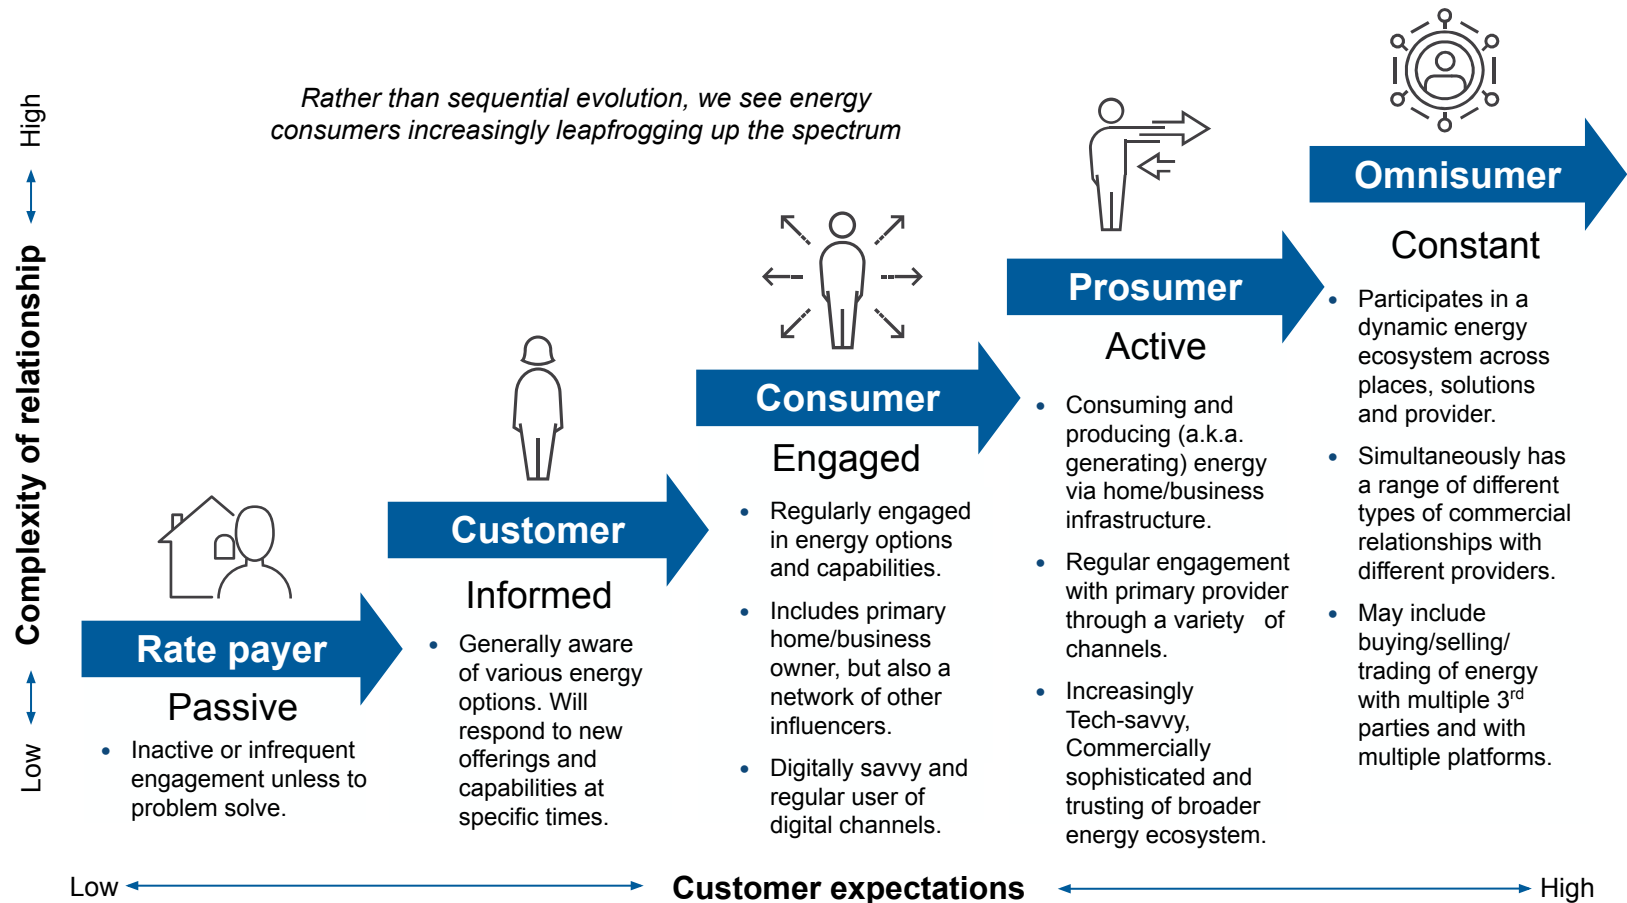 Rather than sequential evolution, we see energy
consumers increasingly leapfrogging up the spectrum
High
Complexity of relationship
Low
Rate payer
Passive
• Inactive or infrequent
engagement unless to
problem solve.
Customer
Informed
• Generally aware
of various energy
options. Will
respond to new
offerings and
capabilities at
specific times.
Consumer
Engaged
• Regularly engaged
in energy options
and capabilities.
• Includes primary
home/business
owner, but also a
network of other
influencers.
• Digitally savvy and
regular user of
digital channels.
Prosumer
Active
• Consuming and
producing (a.k.a.
generating) energy
via home/business
infrastructure.
• Regular engagement
with primary provider
through a variety of
channels.
• Increasingly
Tech-savvy,
Commercially
sophisticated and
trusting of broader
energy ecosystem.
Omnisumer
Constant
• Participates in a
dynamic energy
ecosystem across
places, solutions
and provider.
• Simultaneously has
a range of different
types of commercial
relationships with
different providers.
• May include
buying/selling/
trading of energy
with multiple 3rd
parties and with
multiple platforms.
Low
Customer expectations
High